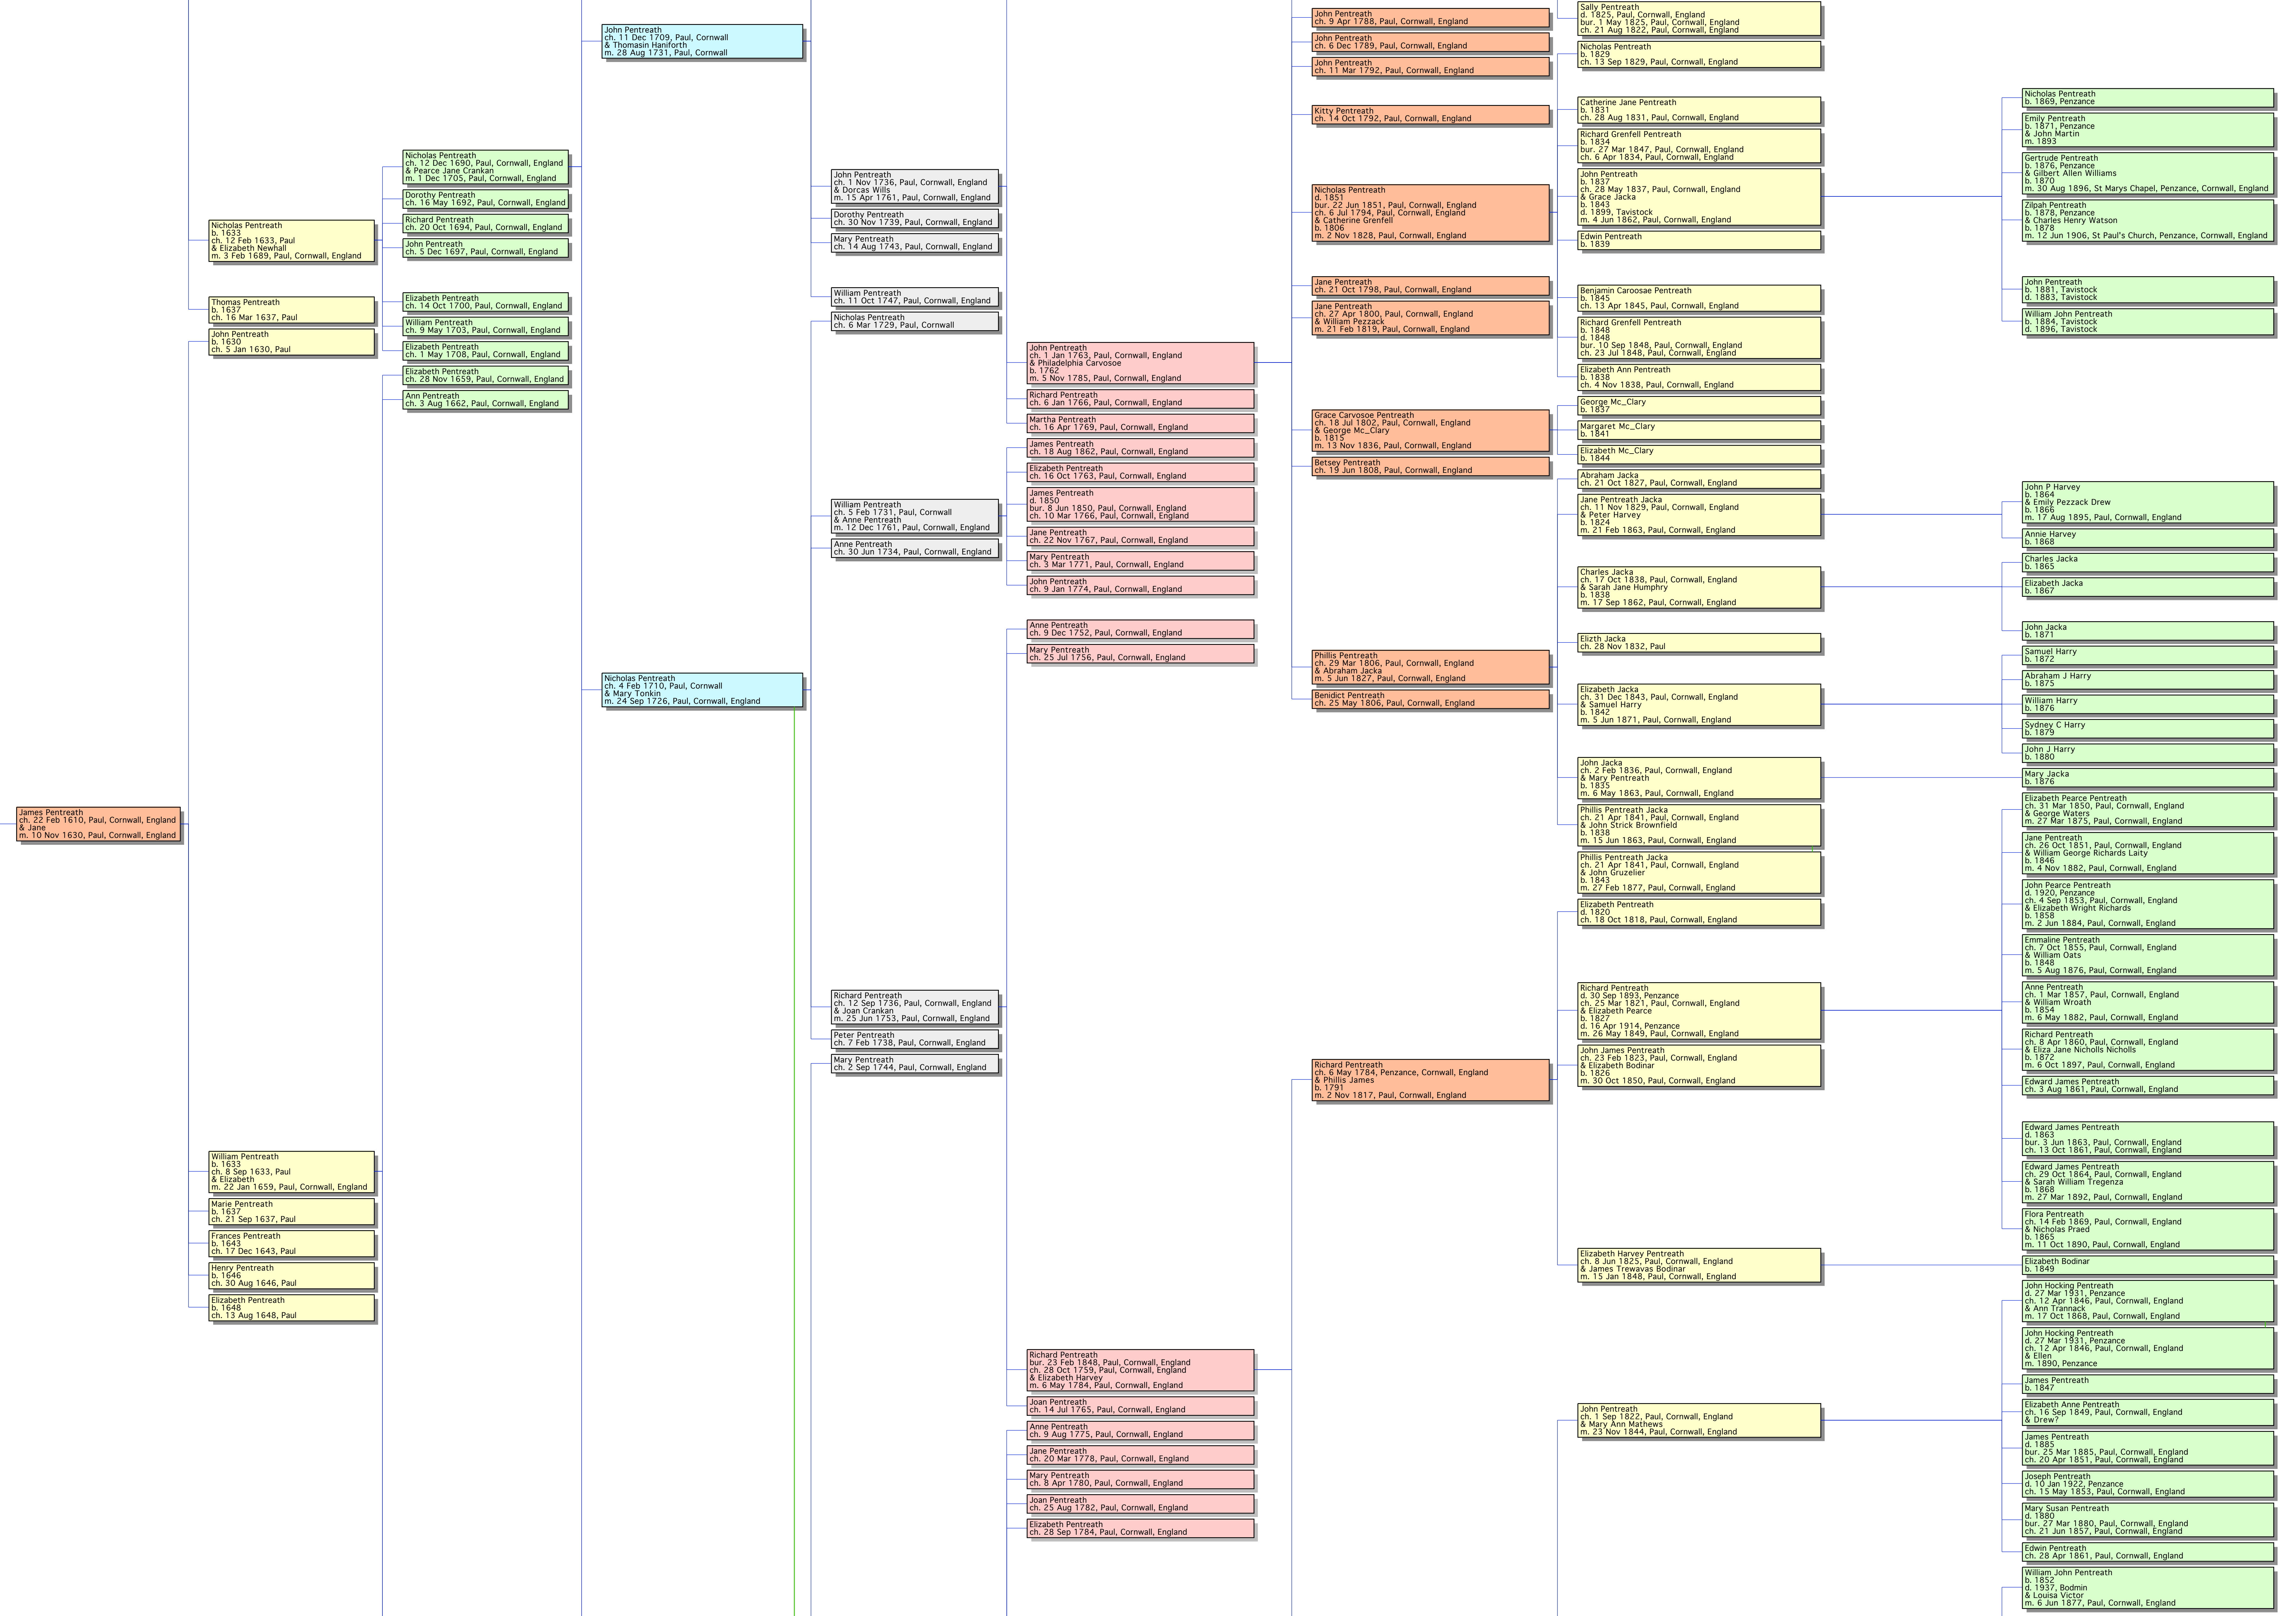 James Pentreath
ch. 22 Feb 1610, Paul, Cornwall, England
& Jane
m. 10 Nov 1630, Paul, Cornwall, England
Nicholas Pentreath
b. 1633
ch. 12 Feb 1633, Paul
& Elizabeth Newhall
m. 3 Feb 1689, Paul, Cornwall, England
Thomas Pentreath
b. 1637
ch. 16 Mar 1637, Paul
John Pentreath
b. 1630
ch. 5 Jan 1630, Paul
William Pentreath
b. 1633
ch. 8 Sep 1633, Paul
& Elizabeth
m. 22 Jan 1659, Paul, Cornwall, England
Marie Pentreath
b. 1637
ch. 21 Sep 1637, Paul
Frances Pentreath
b. 1643
ch. 17 Dec 1643, Paul
Henry Pentreath
b. 1646
ch. 30 Aug 1646, Paul
Elizabeth Pentreath
b. 1648
ch. 13 Aug 1648, Paul
Nicholas Pentreath
ch. 12 Dec 1690, Paul, Cornwall, England
& Pearce Jane Crankan
m. 1 Dec 1705, Paul, Cornwall, England
Dorothy Pentreath
ch. 16 May 1692, Paul, Cornwall, England
Richard Pentreath
ch. 20 Oct 1694, Paul, Cornwall, England
John Pentreath
ch. 5 Dec 1697, Paul, Cornwall, England
Elizabeth Pentreath
ch. 14 Oct 1700, Paul, Cornwall, England
William Pentreath
ch. 9 May 1703, Paul, Cornwall, England
Elizabeth Pentreath
ch. 1 May 1708, Paul, Cornwall, England
Elizabeth Pentreath
ch. 28 Nov 1659, Paul, Cornwall, England
Ann Pentreath
ch. 3 Aug 1662, Paul, Cornwall, England
John Pentreath
ch. 11 Dec 1709, Paul, Cornwall
& Thomasin Haniforth
m. 28 Aug 1731, Paul, Cornwall
Nicholas Pentreath
ch. 4 Feb 1710, Paul, Cornwall
& Mary Tonkin
m. 24 Sep 1726, Paul, Cornwall, England
John Pentreath
ch. 1 Nov 1736, Paul, Cornwall, England
& Dorcas Wills
m. 15 Apr 1761, Paul, Cornwall, England
Dorothy Pentreath
ch. 30 Nov 1739, Paul, Cornwall, England
Mary Pentreath
ch. 14 Aug 1743, Paul, Cornwall, England
William Pentreath
ch. 11 Oct 1747, Paul, Cornwall, England
Nicholas Pentreath
ch. 6 Mar 1729, Paul, Cornwall
William Pentreath
ch. 5 Feb 1731, Paul, Cornwall
& Anne Pentreath
m. 12 Dec 1761, Paul, Cornwall, England
Anne Pentreath
ch. 30 Jun 1734, Paul, Cornwall, England
Richard Pentreath
ch. 12 Sep 1736, Paul, Cornwall, England
& Joan Crankan
m. 25 Jun 1753, Paul, Cornwall, England
Peter Pentreath
ch. 7 Feb 1738, Paul, Cornwall, England
Mary Pentreath
ch. 2 Sep 1744, Paul, Cornwall, England
John Pentreath
ch. 1 Jan 1763, Paul, Cornwall, England
& Philadelphia Carvosoe
b. 1762
m. 5 Nov 1785, Paul, Cornwall, England
Richard Pentreath
ch. 6 Jan 1766, Paul, Cornwall, England
Martha Pentreath
ch. 16 Apr 1769, Paul, Cornwall, England
James Pentreath
ch. 18 Aug 1862, Paul, Cornwall, England
Elizabeth Pentreath
ch. 16 Oct 1763, Paul, Cornwall, England
James Pentreath
d. 1850
bur. 8 Jun 1850, Paul, Cornwall, England
ch. 10 Mar 1766, Paul, Cornwall, England
Jane Pentreath
ch. 22 Nov 1767, Paul, Cornwall, England
Mary Pentreath
ch. 3 Mar 1771, Paul, Cornwall, England
John Pentreath
ch. 9 Jan 1774, Paul, Cornwall, England
Anne Pentreath
ch. 9 Dec 1752, Paul, Cornwall, England
Mary Pentreath
ch. 25 Jul 1756, Paul, Cornwall, England
Richard Pentreath
bur. 23 Feb 1848, Paul, Cornwall, England
ch. 28 Oct 1759, Paul, Cornwall, England
& Elizabeth Harvey
m. 6 May 1784, Paul, Cornwall, England
Joan Pentreath
ch. 14 Jul 1765, Paul, Cornwall, England
Anne Pentreath
ch. 9 Aug 1775, Paul, Cornwall, England
Jane Pentreath
ch. 20 Mar 1778, Paul, Cornwall, England
Mary Pentreath
ch. 8 Apr 1780, Paul, Cornwall, England
Joan Pentreath
ch. 25 Aug 1782, Paul, Cornwall, England
Elizabeth Pentreath
ch. 28 Sep 1784, Paul, Cornwall, England
John Pentreath
ch. 9 Apr 1788, Paul, Cornwall, England
John Pentreath
ch. 6 Dec 1789, Paul, Cornwall, England
John Pentreath
ch. 11 Mar 1792, Paul, Cornwall, England
Kitty Pentreath
ch. 14 Oct 1792, Paul, Cornwall, England
Nicholas Pentreath
d. 1851
bur. 22 Jun 1851, Paul, Cornwall, England
ch. 6 Jul 1794, Paul, Cornwall, England
& Catherine Grenfell
b. 1806
m. 2 Nov 1828, Paul, Cornwall, England
Jane Pentreath
ch. 21 Oct 1798, Paul, Cornwall, England
Jane Pentreath
ch. 27 Apr 1800, Paul, Cornwall, England
& William Pezzack
m. 21 Feb 1819, Paul, Cornwall, England
Grace Carvosoe Pentreath
ch. 18 Jul 1802, Paul, Cornwall, England
& George Mc_Clary
b. 1815
m. 13 Nov 1836, Paul, Cornwall, England
Betsey Pentreath
ch. 19 Jun 1808, Paul, Cornwall, England
Phillis Pentreath
ch. 29 Mar 1806, Paul, Cornwall, England
& Abraham Jacka
m. 5 Jun 1827, Paul, Cornwall, England
Benidict Pentreath
ch. 25 May 1806, Paul, Cornwall, England
Richard Pentreath
ch. 6 May 1784, Penzance, Cornwall, England
& Phillis James
b. 1791
m. 2 Nov 1817, Paul, Cornwall, England
Sally Pentreath
d. 1825, Paul, Cornwall, England
bur. 1 May 1825, Paul, Cornwall, England
ch. 21 Aug 1822, Paul, Cornwall, England
Nicholas Pentreath
b. 1829
ch. 13 Sep 1829, Paul, Cornwall, England
Catherine Jane Pentreath
b. 1831
ch. 28 Aug 1831, Paul, Cornwall, England
Richard Grenfell Pentreath
b. 1834
bur. 27 Mar 1847, Paul, Cornwall, England
ch. 6 Apr 1834, Paul, Cornwall, England
John Pentreath
b. 1837
ch. 28 May 1837, Paul, Cornwall, England
& Grace Jacka
b. 1843
d. 1899, Tavistock
m. 4 Jun 1862, Paul, Cornwall, England
Edwin Pentreath
b. 1839
Benjamin Caroosae Pentreath
b. 1845
ch. 13 Apr 1845, Paul, Cornwall, England
Richard Grenfell Pentreath
b. 1848
d. 1848
bur. 10 Sep 1848, Paul, Cornwall, England
ch. 23 Jul 1848, Paul, Cornwall, England
Elizabeth Ann Pentreath
b. 1838
ch. 4 Nov 1838, Paul, Cornwall, England
George Mc_Clary
b. 1837
Margaret Mc_Clary
b. 1841
Elizabeth Mc_Clary
b. 1844
Abraham Jacka
ch. 21 Oct 1827, Paul, Cornwall, England
Jane Pentreath Jacka
ch. 11 Nov 1829, Paul, Cornwall, England
& Peter Harvey
b. 1824
m. 21 Feb 1863, Paul, Cornwall, England
Charles Jacka
ch. 17 Oct 1838, Paul, Cornwall, England
& Sarah Jane Humphry
b. 1838
m. 17 Sep 1862, Paul, Cornwall, England
Elizth Jacka
ch. 28 Nov 1832, Paul
Elizabeth Jacka
ch. 31 Dec 1843, Paul, Cornwall, England
& Samuel Harry
b. 1842
m. 5 Jun 1871, Paul, Cornwall, England
John Jacka
ch. 2 Feb 1836, Paul, Cornwall, England
& Mary Pentreath
b. 1835
m. 6 May 1863, Paul, Cornwall, England
Phillis Pentreath Jacka
ch. 21 Apr 1841, Paul, Cornwall, England
& John Strick Brownfield
b. 1838
m. 15 Jun 1863, Paul, Cornwall, England
Phillis Pentreath Jacka
ch. 21 Apr 1841, Paul, Cornwall, England
& John Gruzelier
b. 1843
m. 27 Feb 1877, Paul, Cornwall, England
Elizabeth Pentreath
d. 1820
ch. 18 Oct 1818, Paul, Cornwall, England
Richard Pentreath
d. 30 Sep 1893, Penzance
ch. 25 Mar 1821, Paul, Cornwall, England
& Elizabeth Pearce
b. 1827
d. 16 Apr 1914, Penzance
m. 26 May 1849, Paul, Cornwall, England
John James Pentreath
ch. 23 Feb 1823, Paul, Cornwall, England
& Elizabeth Bodinar
b. 1826
m. 30 Oct 1850, Paul, Cornwall, England
Elizabeth Harvey Pentreath
ch. 8 Jun 1825, Paul, Cornwall, England
& James Trewavas Bodinar
m. 15 Jan 1848, Paul, Cornwall, England
John Pentreath
ch. 1 Sep 1822, Paul, Cornwall, England
& Mary Ann Mathews
m. 23 Nov 1844, Paul, Cornwall, England
Nicholas Pentreath
b. 1869, Penzance
Emily Pentreath
b. 1871, Penzance
& John Martin
m. 1893
Gertrude Pentreath
b. 1876, Penzance
& Gilbert Allen Williams
b. 1870
m. 30 Aug 1896, St Marys Chapel, Penzance, Cornwall, England
Zilpah Pentreath
b. 1878, Penzance
& Charles Henry Watson
b. 1878
m. 12 Jun 1906, St Paul's Church, Penzance, Cornwall, England
John Pentreath
b. 1881, Tavistock
d. 1883, Tavistock
William John Pentreath
b. 1884, Tavistock
d. 1896, Tavistock
John P Harvey
b. 1864
& Emily Pezzack Drew
b. 1866
m. 17 Aug 1895, Paul, Cornwall, England
Annie Harvey
b. 1868
Charles Jacka
b. 1865
Elizabeth Jacka
b. 1867
John Jacka
b. 1871
Samuel Harry
b. 1872
Abraham J Harry
b. 1875
William Harry
b. 1876
Sydney C Harry
b. 1879
John J Harry
b. 1880
Mary Jacka
b. 1876
Elizabeth Pearce Pentreath
ch. 31 Mar 1850, Paul, Cornwall, England
& George Waters
m. 27 Mar 1875, Paul, Cornwall, England
Jane Pentreath
ch. 26 Oct 1851, Paul, Cornwall, England
& William George Richards Laity
b. 1846
m. 4 Nov 1882, Paul, Cornwall, England
John Pearce Pentreath
d. 1920, Penzance
ch. 4 Sep 1853, Paul, Cornwall, England
& Elizabeth Wright Richards
b. 1858
m. 2 Jun 1884, Paul, Cornwall, England
Emmaline Pentreath
ch. 7 Oct 1855, Paul, Cornwall, England
& William Oats
b. 1848
m. 5 Aug 1876, Paul, Cornwall, England
Anne Pentreath
ch. 1 Mar 1857, Paul, Cornwall, England
& William Wroath
b. 1854
m. 6 May 1882, Paul, Cornwall, England
Richard Pentreath
ch. 8 Apr 1860, Paul, Cornwall, England
& Eliza Jane Nicholls Nicholls
b. 1872
m. 6 Oct 1897, Paul, Cornwall, England
Edward James Pentreath
ch. 3 Aug 1861, Paul, Cornwall, England
Edward James Pentreath
d. 1863
bur. 3 Jun 1863, Paul, Cornwall, England
ch. 13 Oct 1861, Paul, Cornwall, England
Edward James Pentreath
ch. 29 Oct 1864, Paul, Cornwall, England
& Sarah William Tregenza
b. 1868
m. 27 Mar 1892, Paul, Cornwall, England
Flora Pentreath
ch. 14 Feb 1869, Paul, Cornwall, England
& Nicholas Praed
b. 1865
m. 11 Oct 1890, Paul, Cornwall, England
Elizabeth Bodinar
b. 1849
John Hocking Pentreath
d. 27 Mar 1931, Penzance
ch. 12 Apr 1846, Paul, Cornwall, England
& Ann Trannack
m. 17 Oct 1868, Paul, Cornwall, England
John Hocking Pentreath
d. 27 Mar 1931, Penzance
ch. 12 Apr 1846, Paul, Cornwall, England
& Ellen
m. 1890, Penzance
James Pentreath
b. 1847
Elizabeth Anne Pentreath
ch. 16 Sep 1849, Paul, Cornwall, England
& Drew?
James Pentreath
d. 1885
bur. 25 Mar 1885, Paul, Cornwall, England
ch. 20 Apr 1851, Paul, Cornwall, England
Joseph Pentreath
d. 10 Jan 1922, Penzance
ch. 15 May 1853, Paul, Cornwall, England
Mary Susan Pentreath
d. 1880
bur. 27 Mar 1880, Paul, Cornwall, England
ch. 21 Jun 1857, Paul, Cornwall, England
Edwin Pentreath
ch. 28 Apr 1861, Paul, Cornwall, England
William John Pentreath
b. 1852
d. 1937, Bodmin
& Louisa Victor
m. 6 Jun 1877, Paul, Cornwall, England